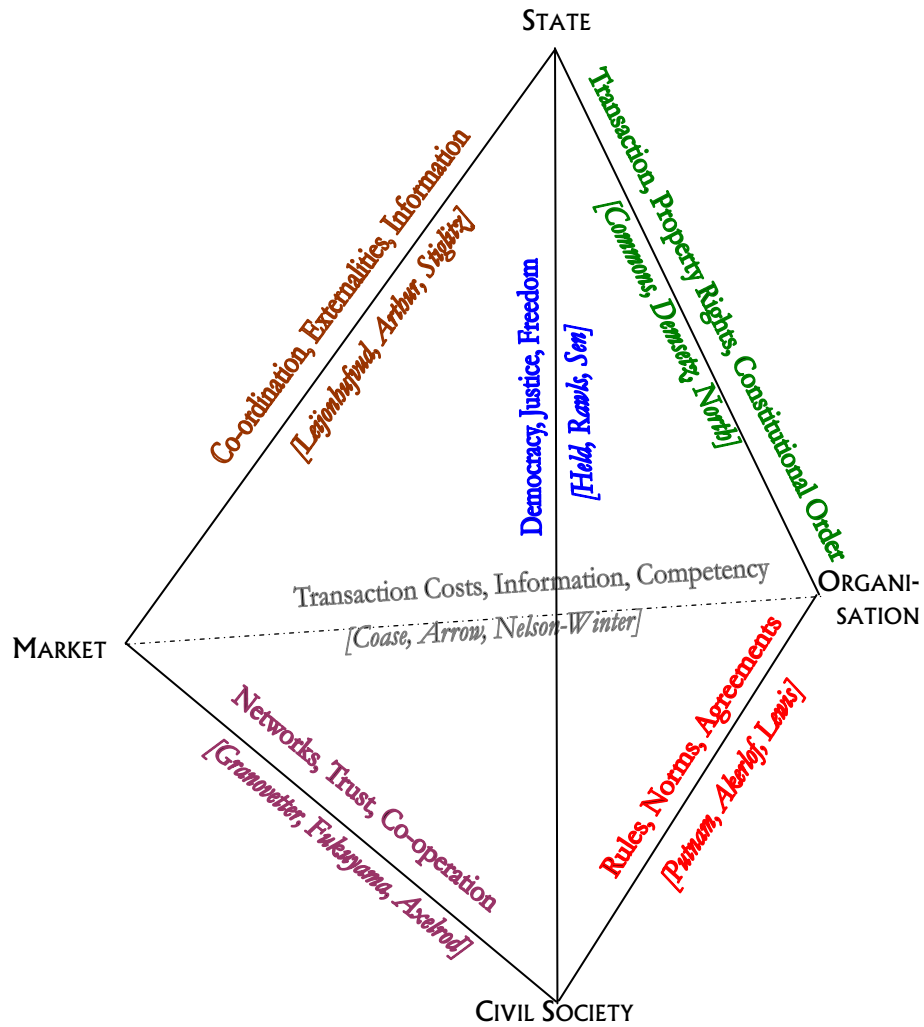 STATE
Transaction, Property Rights, Constitutional Order
[Commons, Demsetz, North]
Co-ordination, Externalities, Information
[Leijonhufvud, Arthur, Stiglitz]
Democracy, Justice, Freedom
[Held, Rawls, Sen]
Transaction Costs, Information, Competency
[Coase, Arrow, Nelson-Winter]
ORGANI-
SATION
MARKET
Networks, Trust, Co-operation
[Granovetter, Fukuyama, Axelrod]
Rules, Norms, Agreements
[Putnam, Akerlof, Lewis]
CIVIL SOCIETY